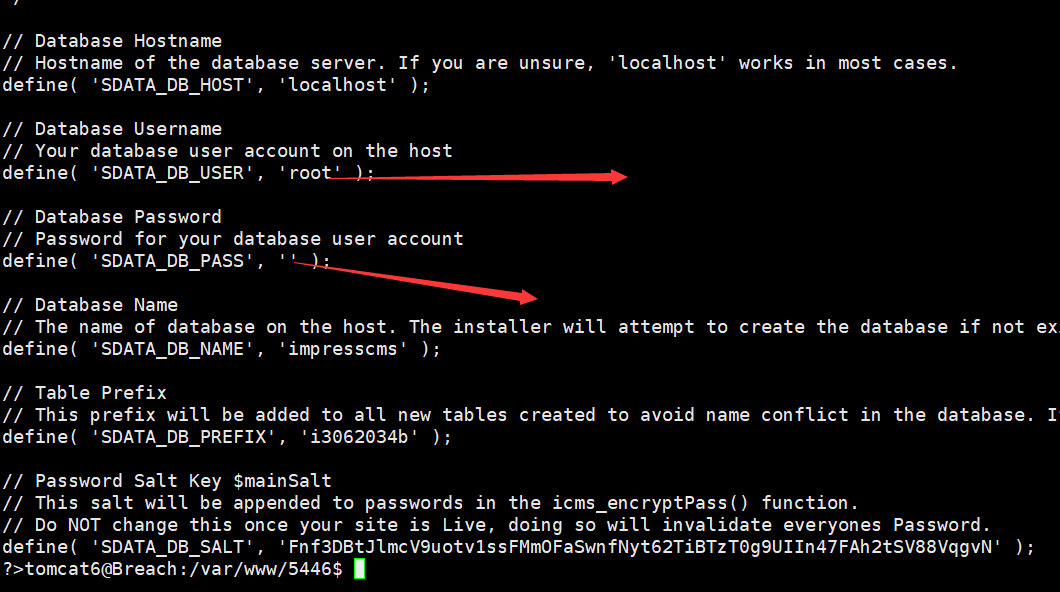 // Database Hostname
// Hostname of the database server. If you are unsure, 'localhost' works in most cases.
define( 'SDATA_DB_HOST', 'localhost' );
// Database Username
// Your database user account on the host
define( 'SDATA_DB_USER', 'root' );
// Database Password
// Password for your database user account
define( 'SDATA_DB_PASS', '' );
// Database Name
// The name of database on the host. The installer will attempt to create the database if not
define( 'SDATA_DB_NAME', 'impresscms' );
// Table Prefix
// This prefix will be added to all new tables created to avoid name conflict in the database.
define( 'SDATA_DB_PREFIX', 'i3062034b' );
// Password Salt Key $mainSalt
// This salt will be appended to passwords in the icms_encryptPass() function.
// Do NOT change this once your site is Live, doing so will invalidate everyones Password.
define( 'SDATA_DB_SALT', 'Fnf3DBtJlmcV9uotv1ssFMmOFaSwnfNyt62TiBTzT0g9UIIn47FAh2tSV88VqgvN' );
?>tomcat6@Breach:/var/www/5446$